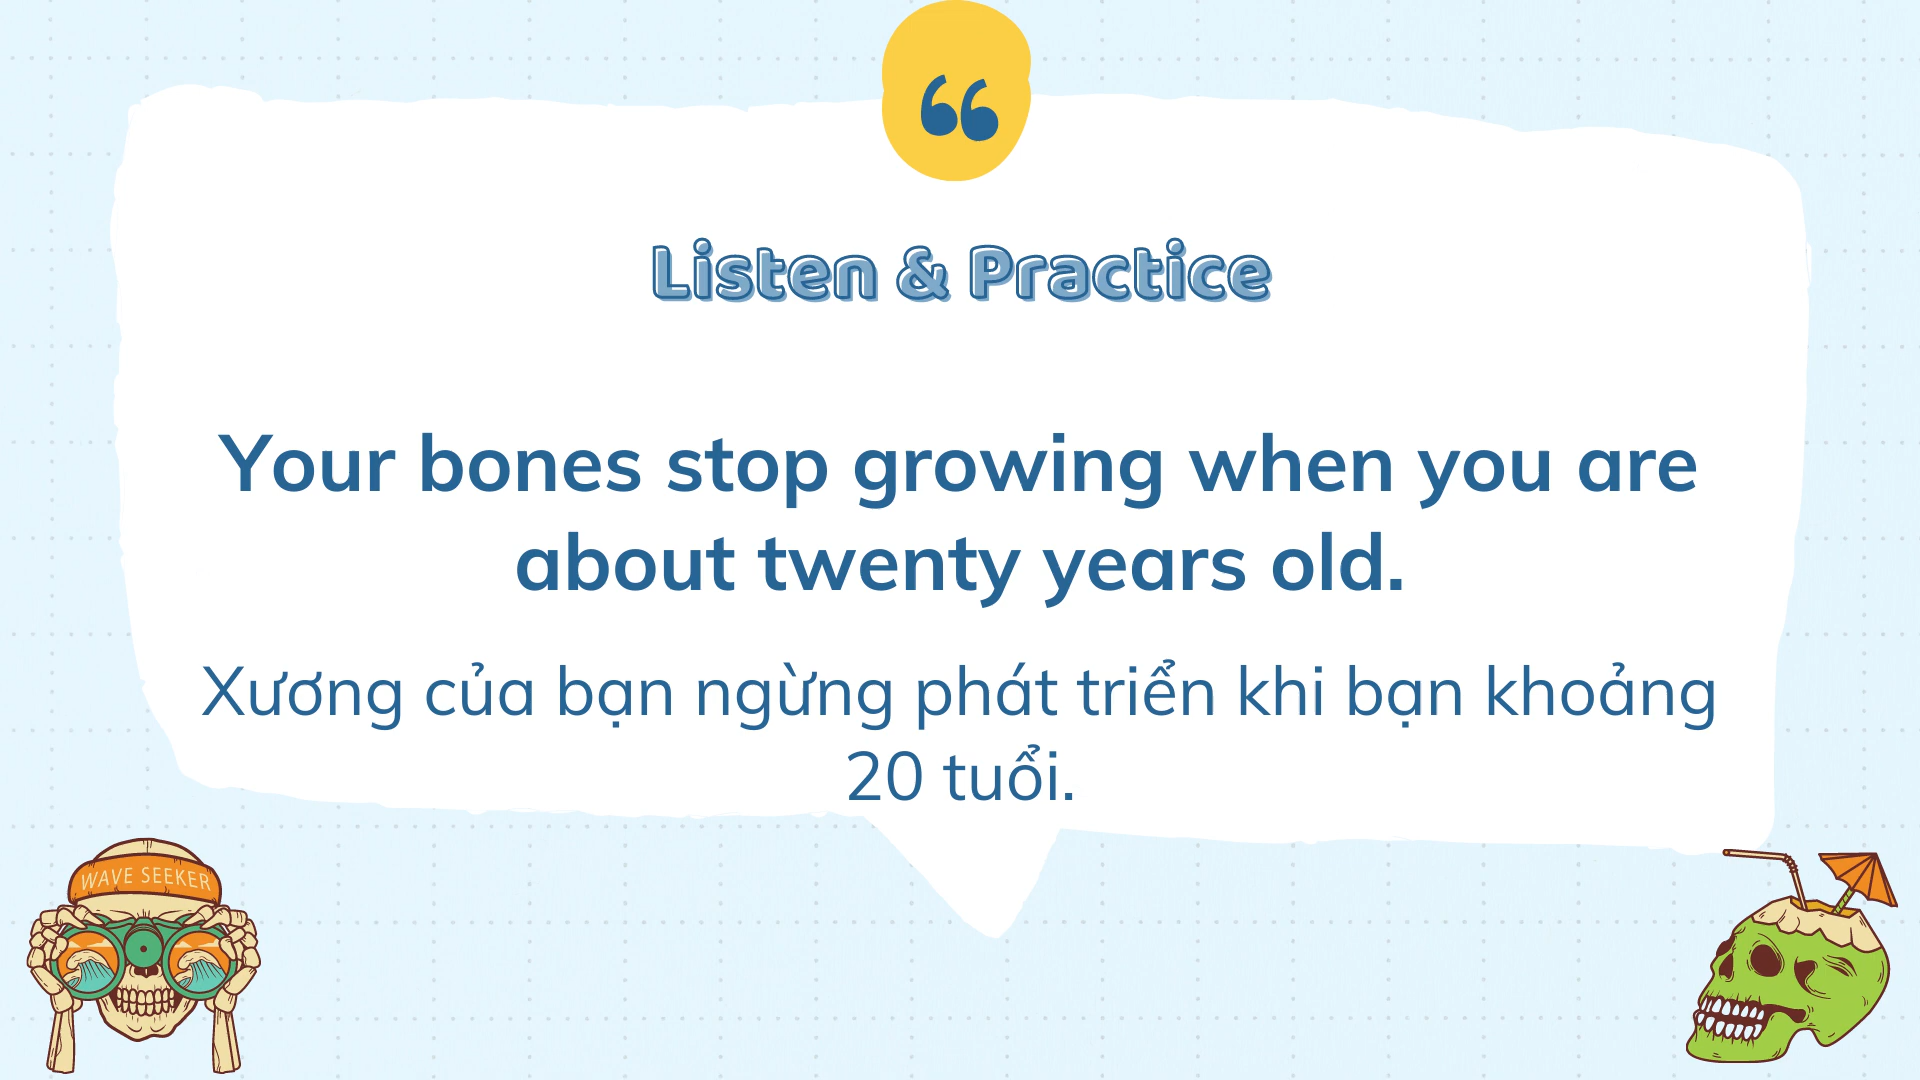 Listen & Practice
Your bones stop growing when you are
about twenty years old.
Xương của bạn ngừng phát triển khi bạn khoảng
20 tuổi.
WAVE SEEKER